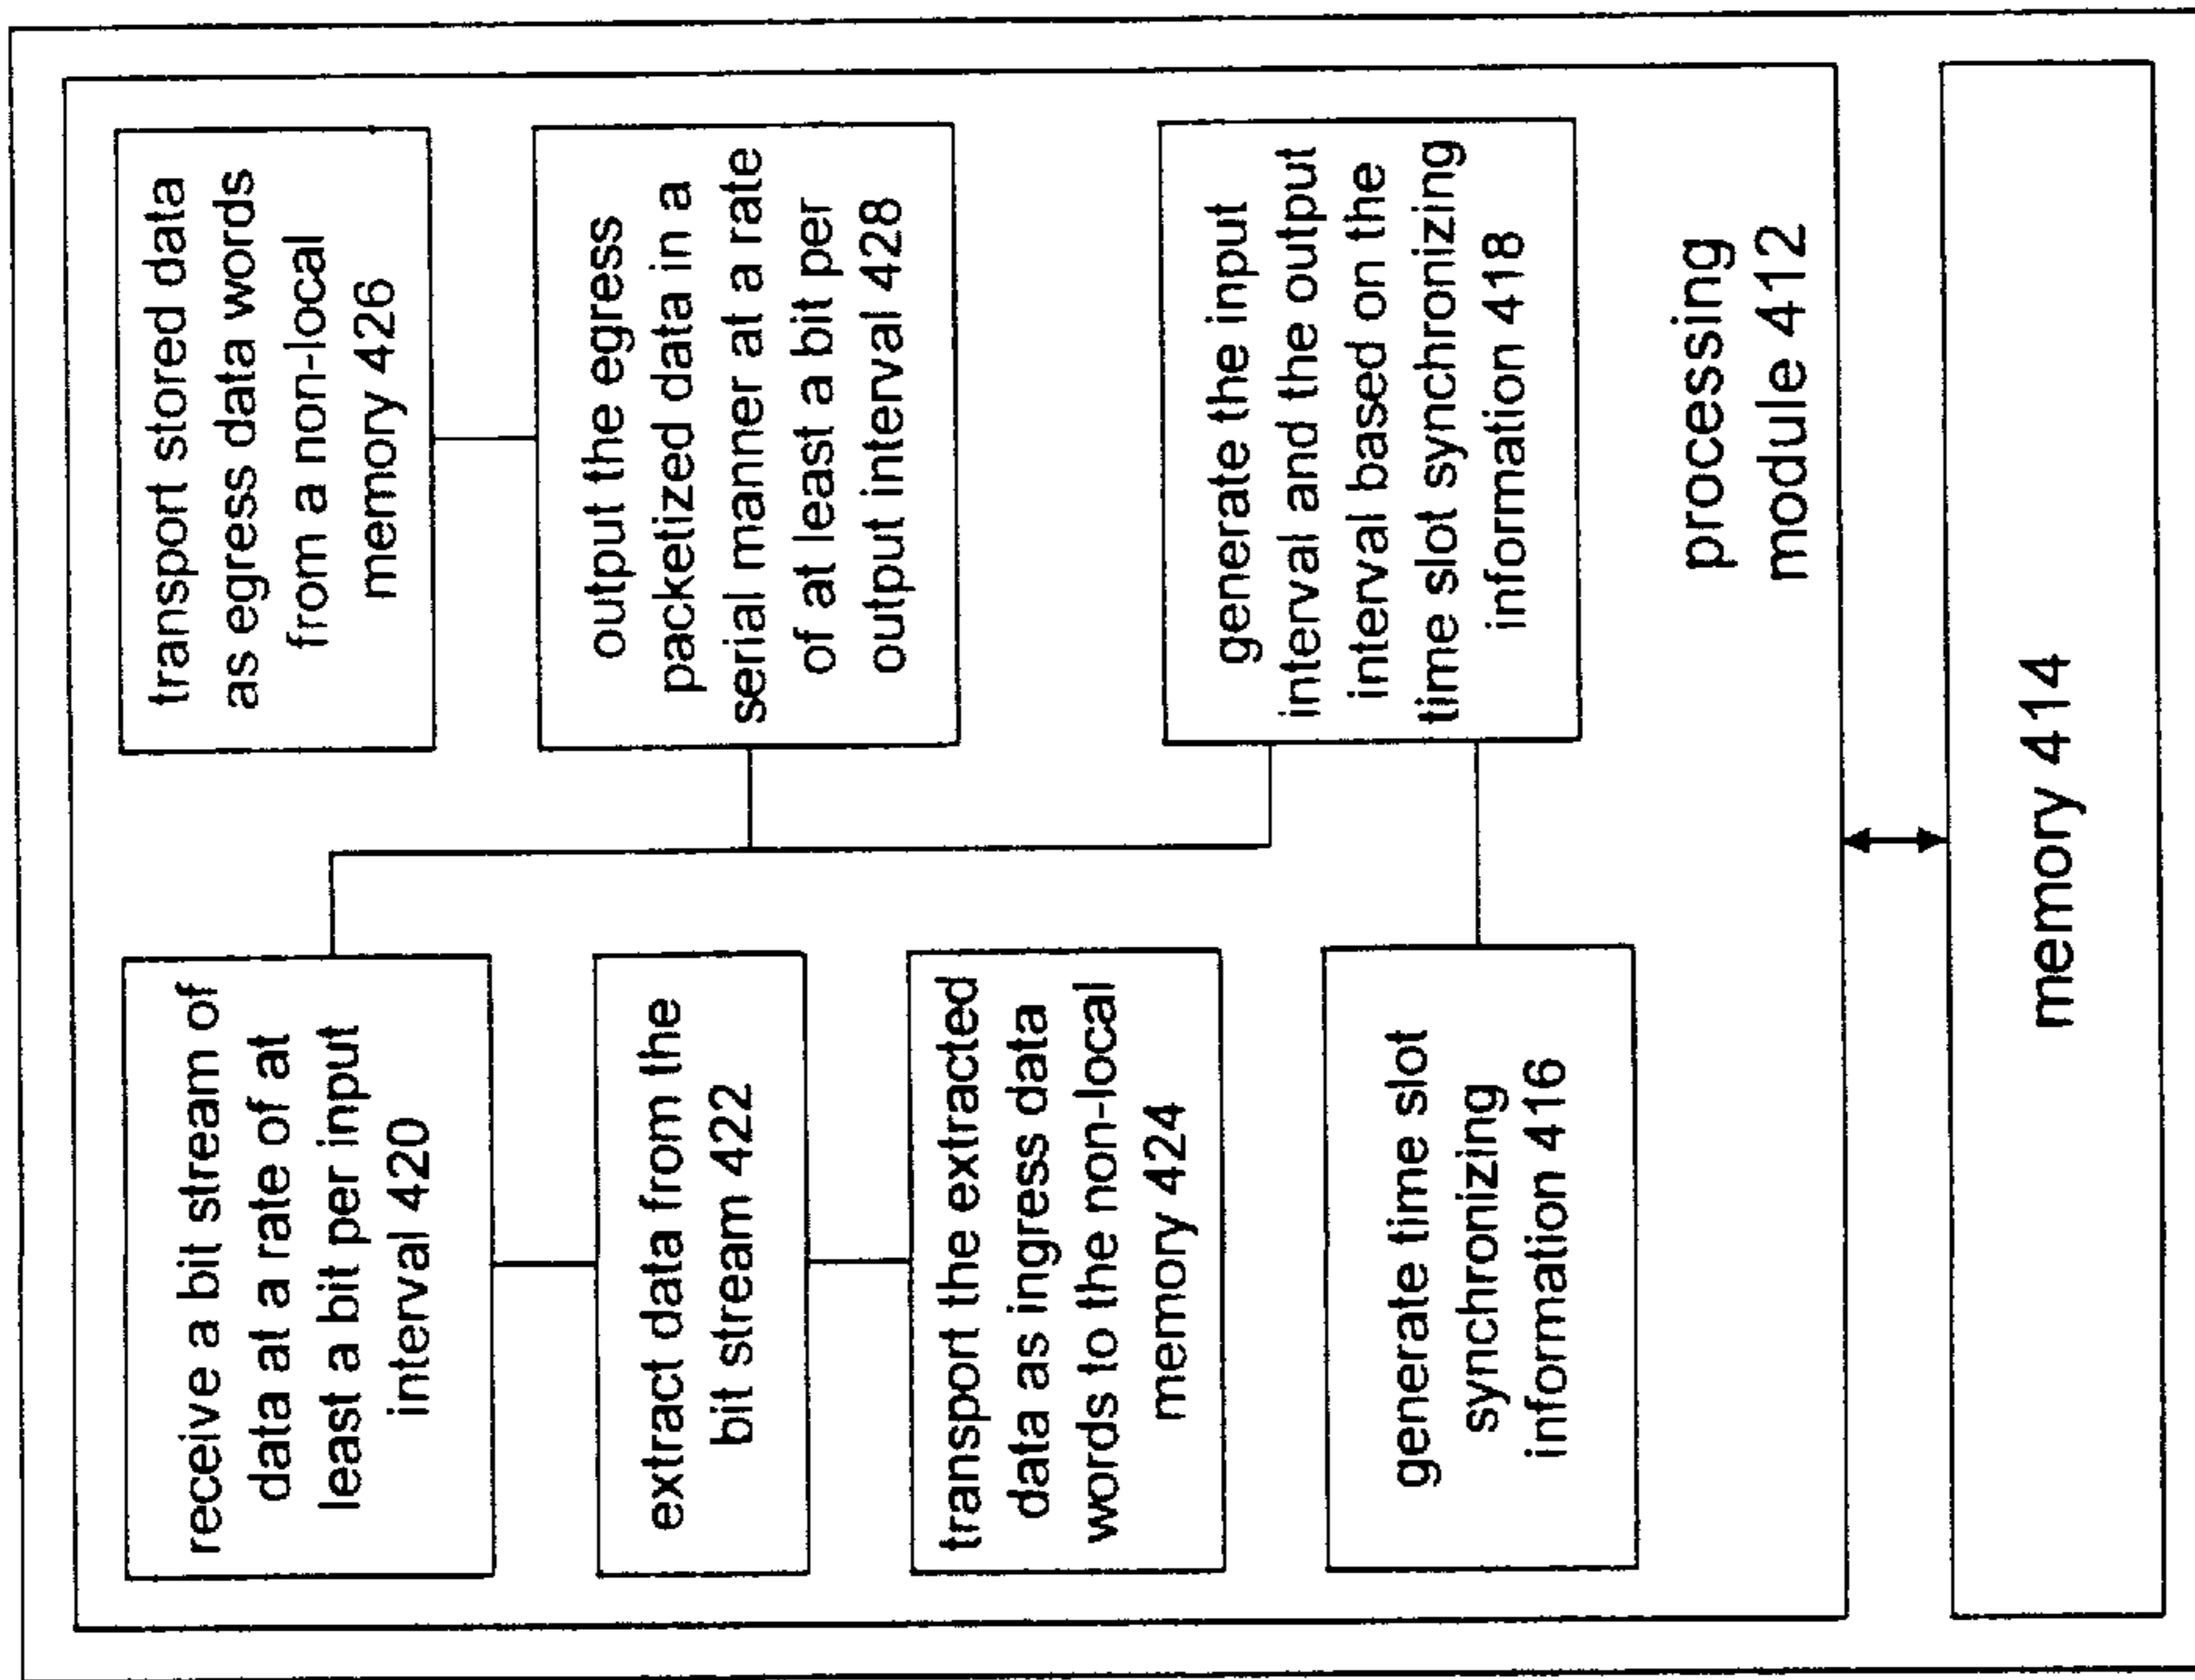 receive a bit stream of
data at a rate of at
least a bit per input
interval 420
extract data from the
bit stream 422
transport the extracted
data as ingress data
words to the non-local
memory 424
generate time slot
synchronizing
information 416
transport stored data
as egress data words
from a non-local
memory 426
output the egress
packetized data in a
serial manner at a rate
of at least a bit per
output interval 428
generate the input
interval and the output
interval based on the
time slot synchronizing
information 418
processing
module 412
memory 414